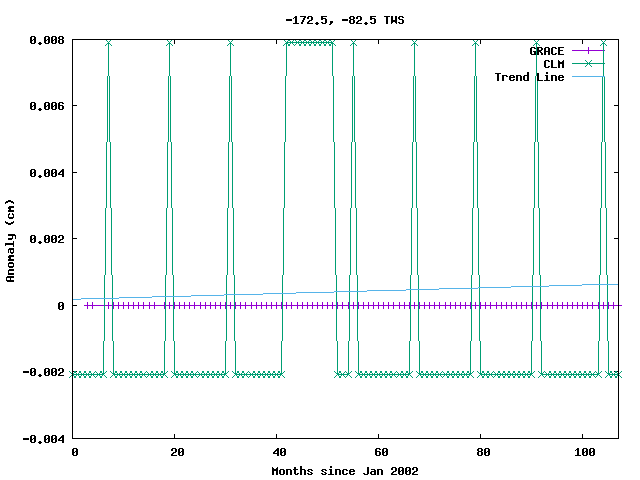 -172.5, -82.5 TWS
GRACE
CLM
Trend Line
0.008
0.006
0.004
0.002
0
-0.002
-0.004
Anomaly (cm)
0 20 40 60 80 100
Months since Jan 2002